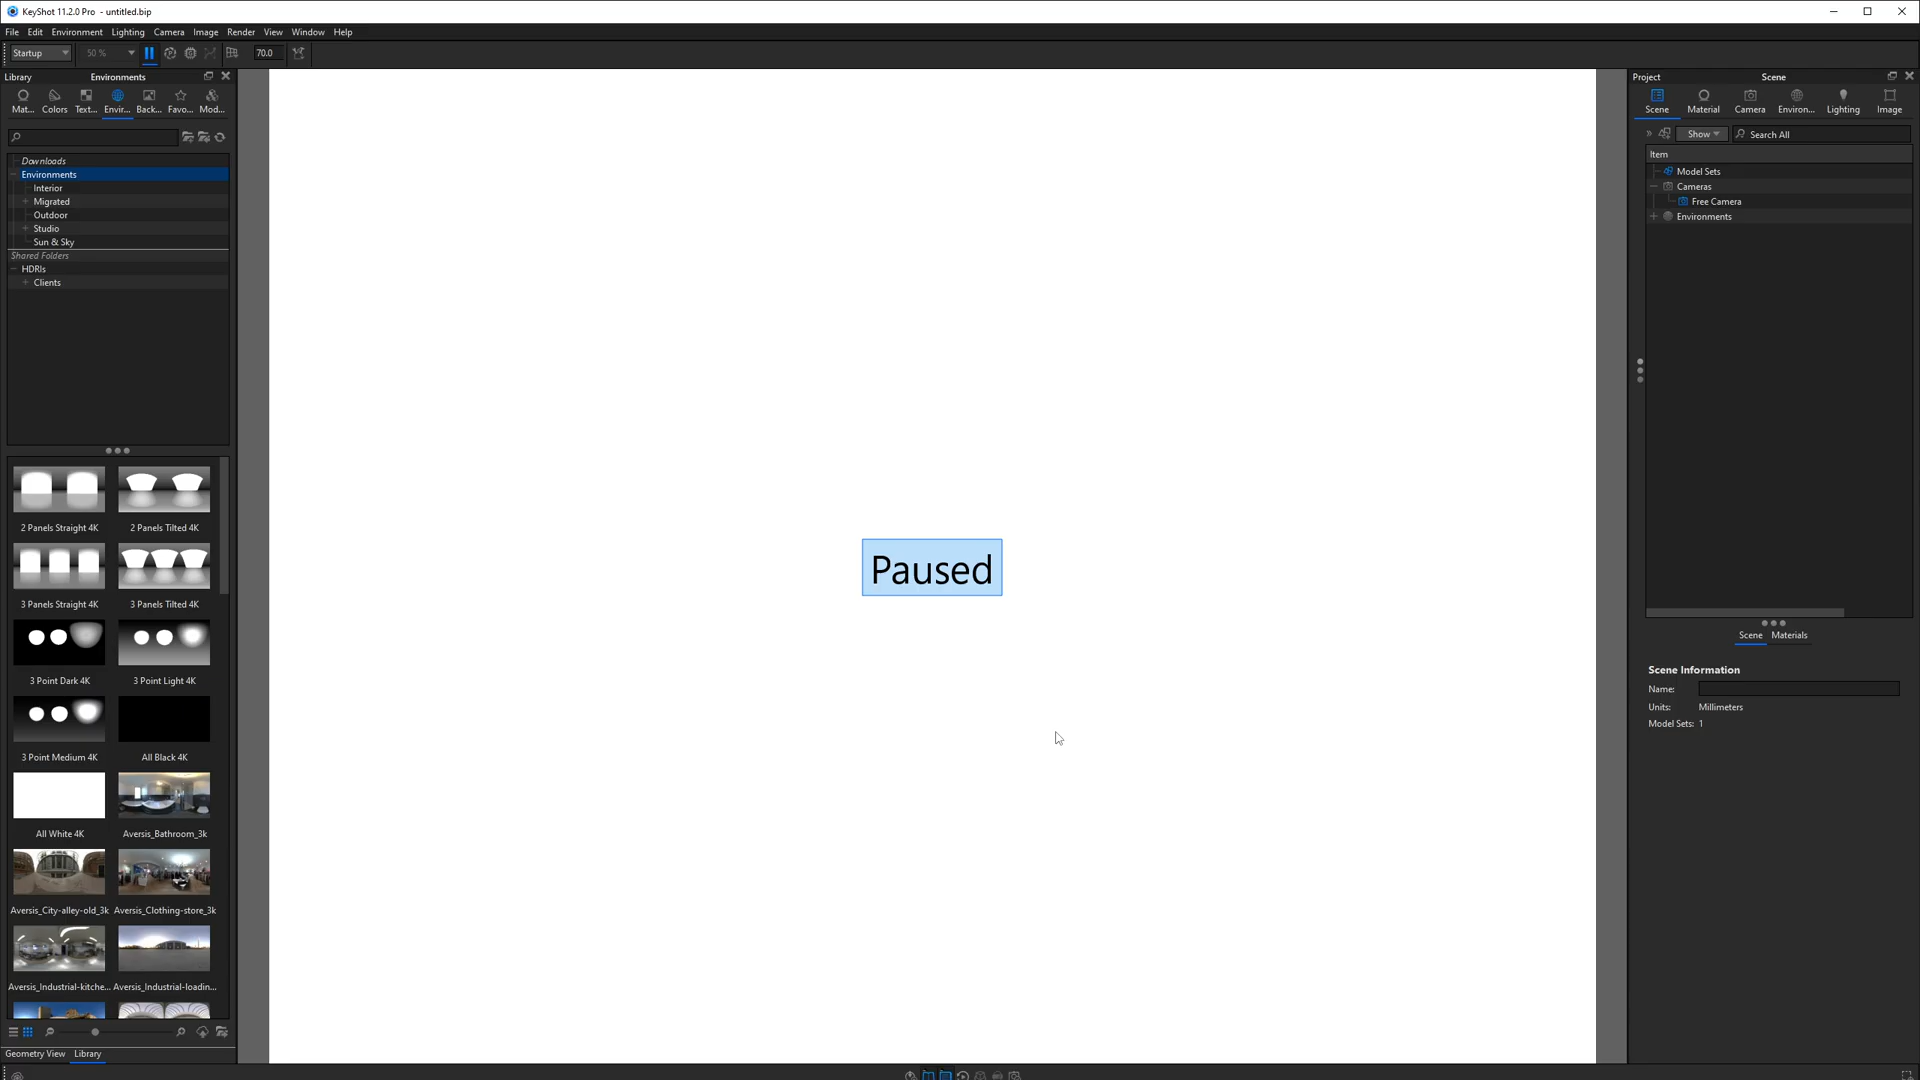 KeyShot 11.2.0 Pro - untitled.bip
File Edit Environment Lighting Camera Image Render View Window Help
Startup 50 % 70.0
Library Environments
Mat... Colors Text... Envir... Back... Favo... Mod...
Downloads
Environments
Interior
Migrated
Outdoor
Studio
Sun & Sky
Shared Folders
HDRIs
Clients
2 Panels Straight 4K 2 Panels Tilted 4K
3 Panels Straight 4K 3 Panels Tilted 4K
3 Point Dark 4K 3 Point Light 4K
3 Point Medium 4K All Black 4K
All White 4K Aversis_Bathroom_3k
Aversis_City-alley-old_3k Aversis_Clothing-store_3k
Aversis_Industrial-kitche... Aversis_Industrial-loadin...
Geometry View Library
Paused
Project Scene
Scene Material Camera Environ... Lighting Image
Show Search All
Item
Model Sets
Cameras
Free Camera
Environments
Scene Materials
Scene Information
Name:
Units: Millimeters
Model Sets: 1